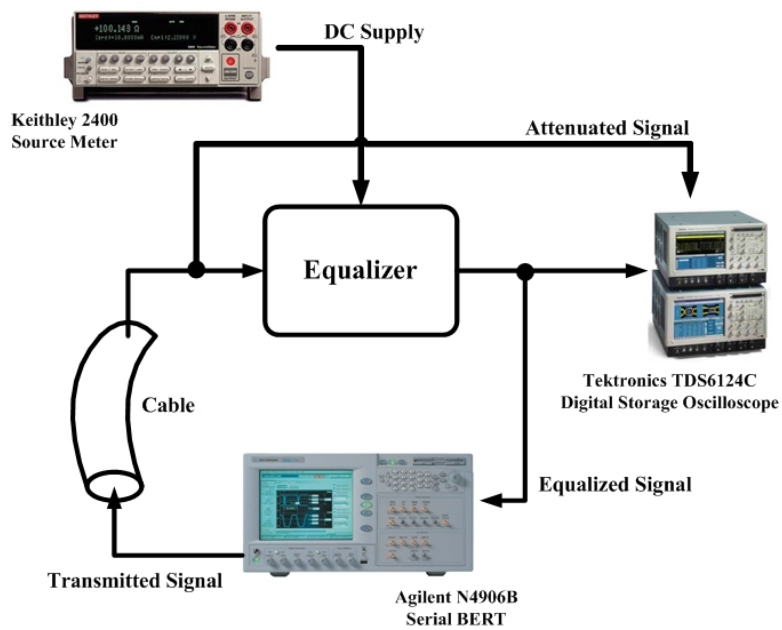 KEITHLEY
DC Supply
Keithley 2400
Source Meter
Attenuated Signal
Equalizer
Cable
Tektronics TDS6124C
Digital Storage Oscilloscope
Equalized Signal
Transmitted Signal
Agilent N4906B
Serial BERT